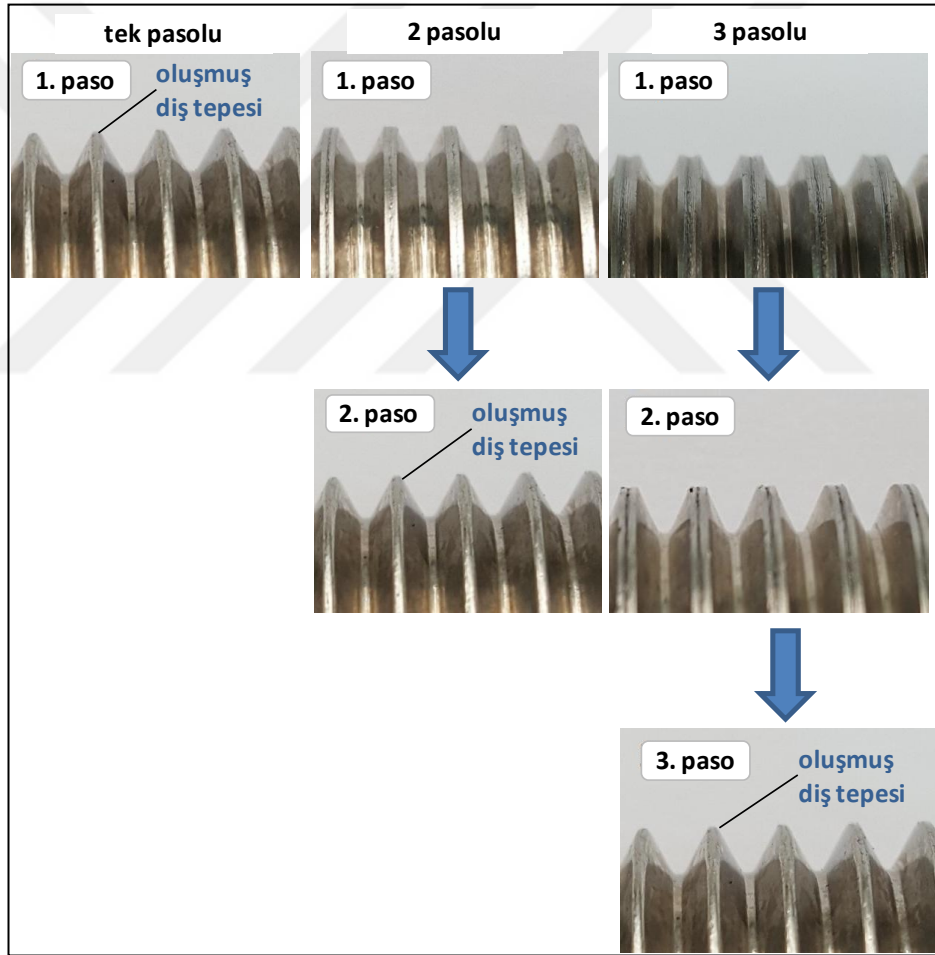 tek pasolu
2 pasolu
3 pasolu
1. paso
oluşmuş
diş tepesi
1. paso
1. paso
2. paso
oluşmuş
diş tepesi
2. paso
3. paso
oluşmuş
diş tepesi